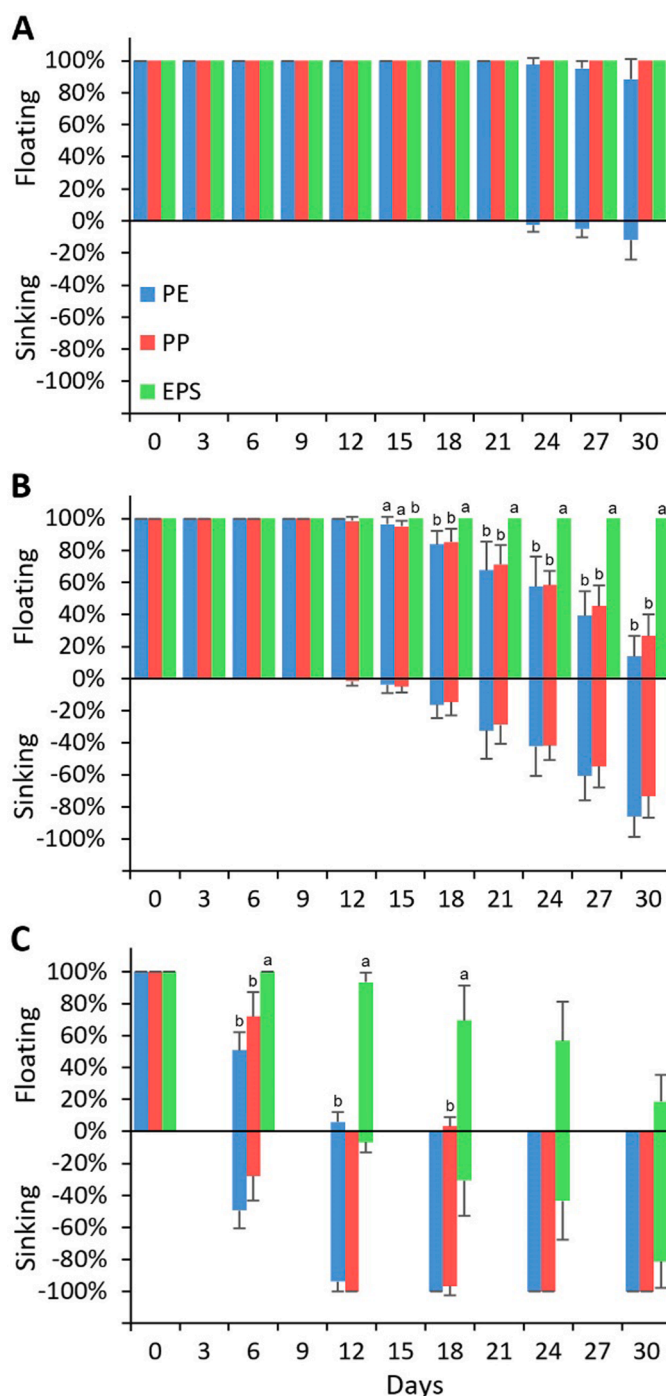 A
100%
80%
60%
40%
20%
0%
-20%
-40%
-60%
-80%
-100%
Floating
Sinking
PE
PP
EPS
0 3 6 9 12 15 18 21 24 27 30
B
100%
80%
60%
40%
20%
0%
-20%
-40%
-60%
-80%
-100%
Floating
Sinking
a a b
b b a
b b a
b b a
b b a
b b a
0 3 6 9 12 15 18 21 24 27 30
C
100%
80%
60%
40%
20%
0%
-20%
-40%
-60%
-80%
-100%
Floating
Sinking
b b a
b a
b a
0 3 6 9 12 15 18 21 24 27 30
Days